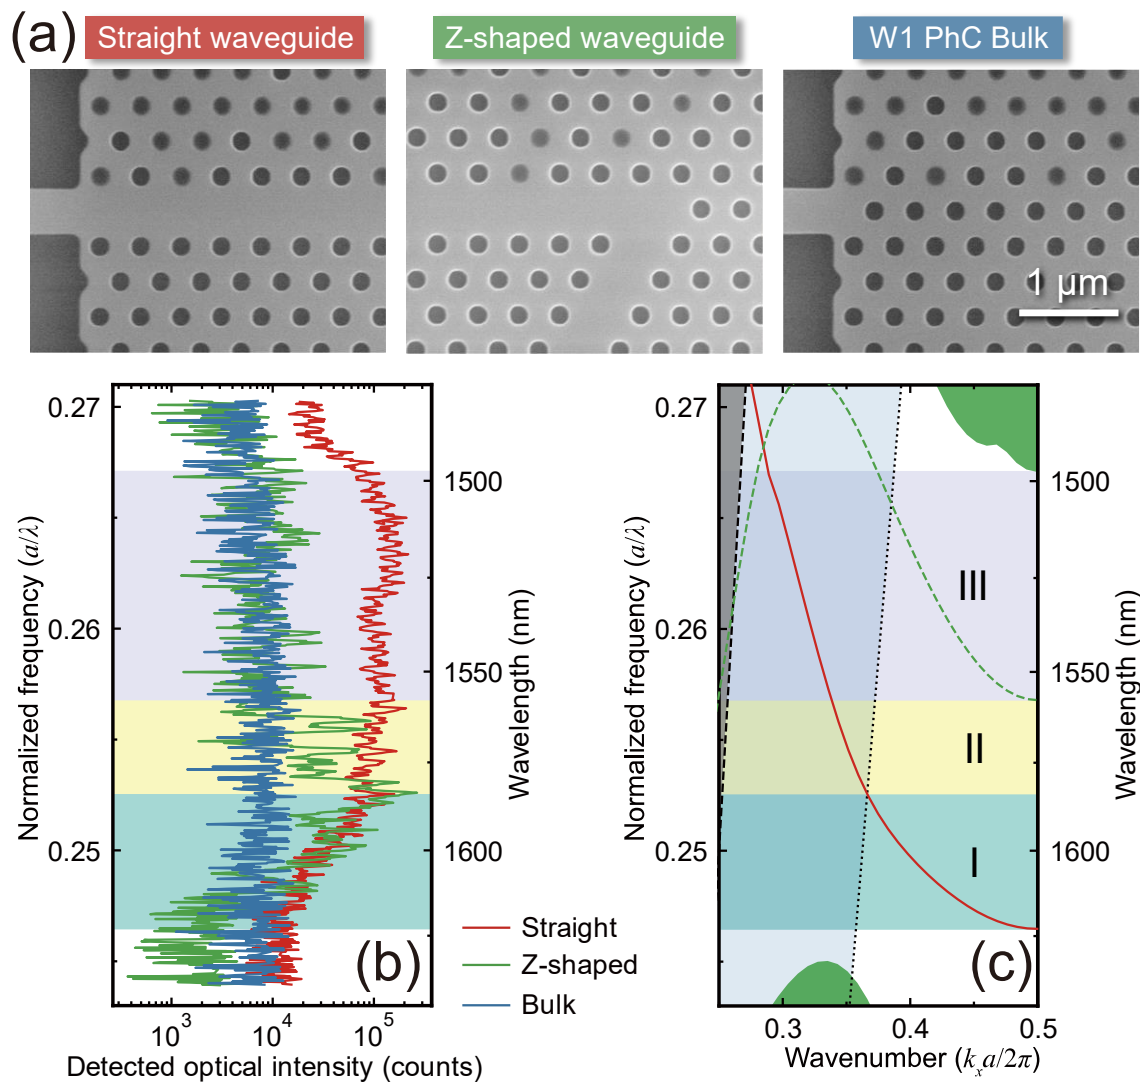 (a)
Straight waveguide
Z-shaped waveguide
W1 PhC Bulk
1 μm
0.27
0.26
0.25
Normalized frequency (a/λ)
1500
1550
1600
Wavelength (nm)
10³ 10⁴ 10⁵
Detected optical intensity (counts)
(b)
Straight
Z-shaped
Bulk
0.27
0.26
0.25
Normalized frequency (a/λ)
III
II
I
1500
1550
1600
Wavelength (nm)
(c)
0.3 0.4 0.5
Wavenumber (kₓa/2π)